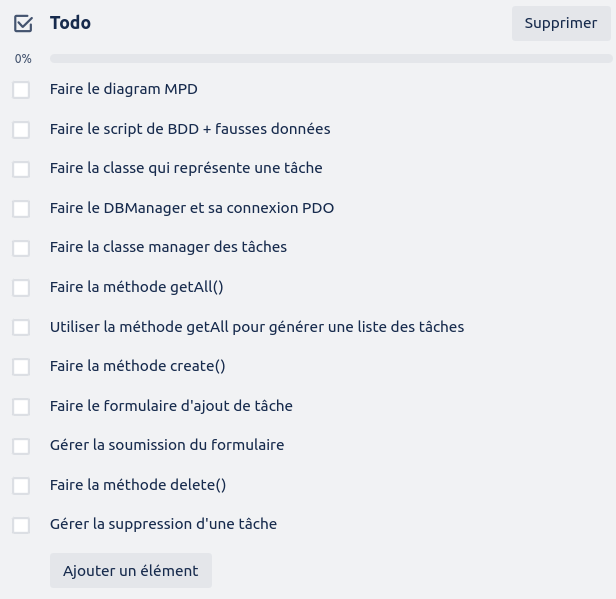 Todo
Supprimer
0%
Faire le diagram MPD
Faire le script de BDD + fausses données
Faire la classe qui représente une tâche
Faire le DBManager et sa connexion PDO
Faire la classe manager des tâches
Faire la méthode getAll()
Utiliser la méthode getAll pour générer une liste des tâches
Faire la méthode create()
Faire le formulaire d'ajout de tâche
Gérer la soumission du formulaire
Faire la méthode delete()
Gérer la suppression d'une tâche
Ajouter un élément